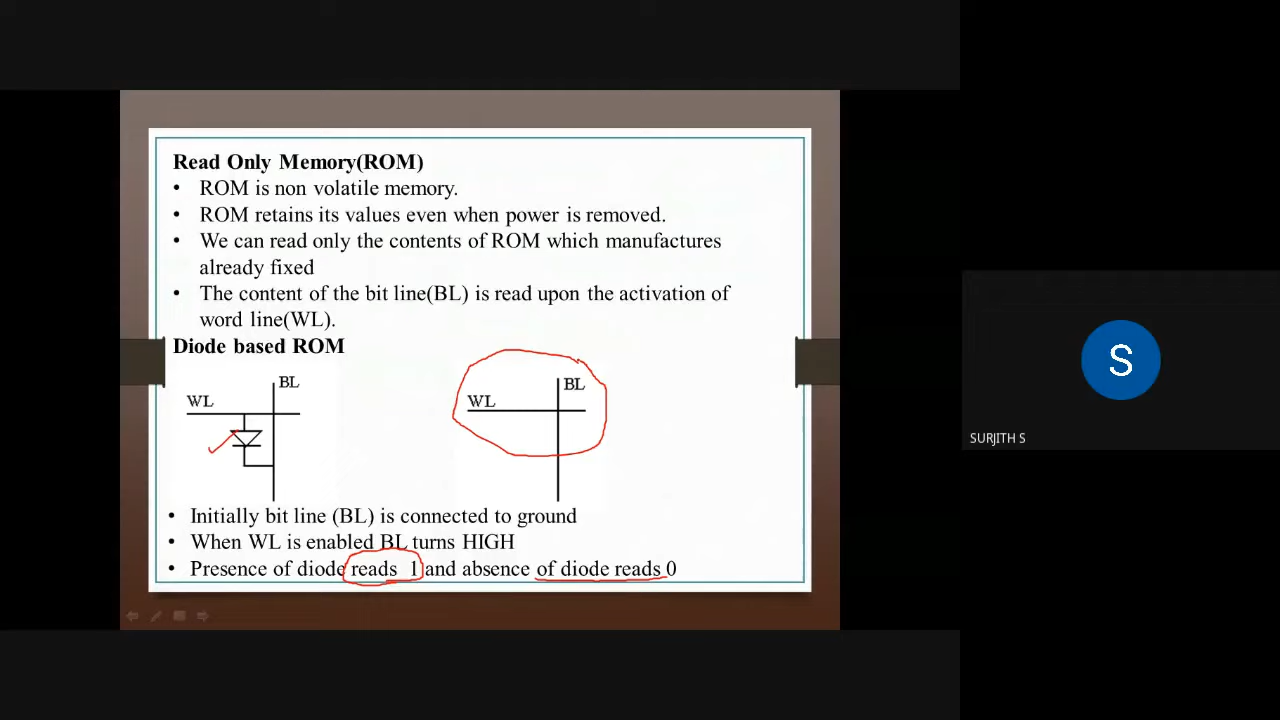 Read Only Memory(ROM)
• ROM is non volatile memory.
• ROM retains its values even when power is removed.
• We can read only the contents of ROM which manufactures
already fixed
• The content of the bit line(BL) is read upon the activation of
word line(WL).
Diode based ROM
BL
WL
BL
WL
• Initially bit line (BL) is connected to ground
• When WL is enabled BL turns HIGH
• Presence of diode reads 1 and absence of diode reads 0
S
SURJITH S